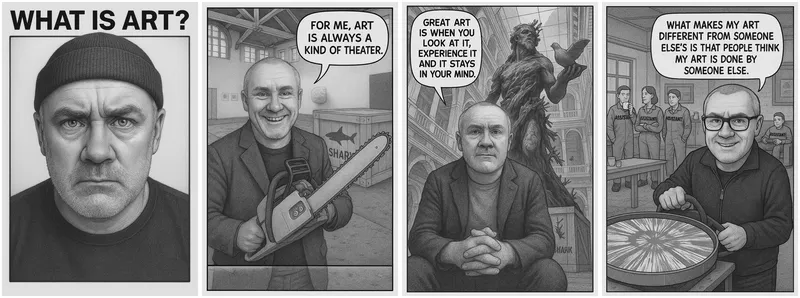 WHAT IS ART?
FOR ME, ART
IS ALWAYS A
KIND OF THEATER.
SHARK
GREAT ART
IS WHEN YOU
LOOK AT IT,
EXPERIENCE IT
AND IT STAYS
IN YOUR MIND.
WHAT MAKES MY ART
DIFFERENT FROM SOMEONE
ELSE'S IS THAT PEOPLE THINK
MY ART IS DONE BY
SOMEONE ELSE.